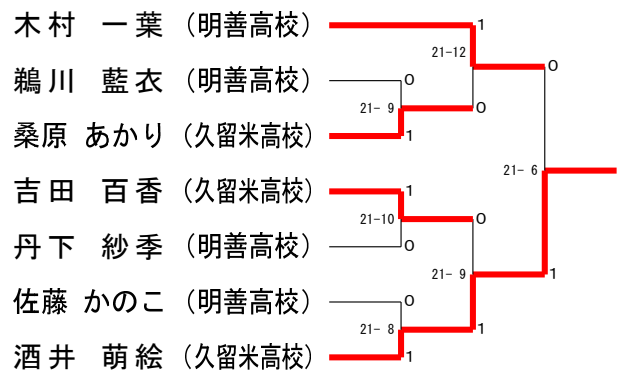 木村 一葉 （明善高校）
1
21-12
0
鵜川 藍衣 （明善高校）
0
21- 9
0
桑原 あかり （久留米高校）
1
21- 6
吉田 百香 （久留米高校）
1
21-10
0
丹下 紗季 （明善高校）
0
21- 9
1
佐藤 かのこ （明善高校）
0
21- 8
1
酒井 萌絵 （久留米高校）
1